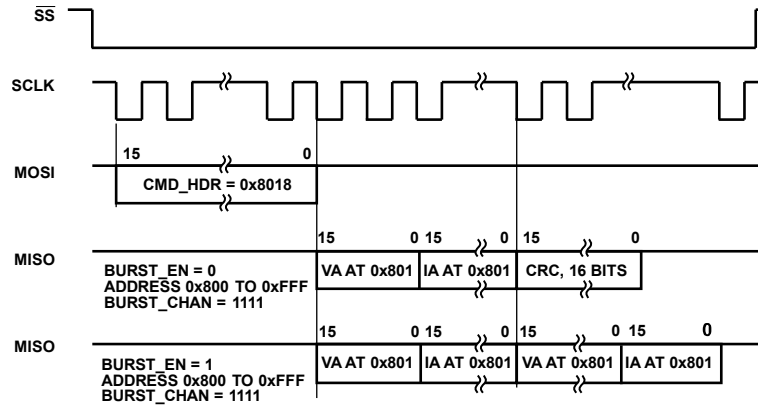 SS
SCLK
15 0
MOSI
CMD_HDR = 0x8018
15 0 15 0 15 0
MISO
VA AT 0x801 IA AT 0x801 CRC, 16 BITS
BURST_EN = 0
ADDRESS 0x800 TO 0xFFF
BURST_CHAN = 1111
15 0 15 0 15 0 15 0
MISO
VA AT 0x801 IA AT 0x801 VA AT 0x801 IA AT 0x801
BURST_EN = 1
ADDRESS 0x800 TO 0xFFF
BURST_CHAN = 1111